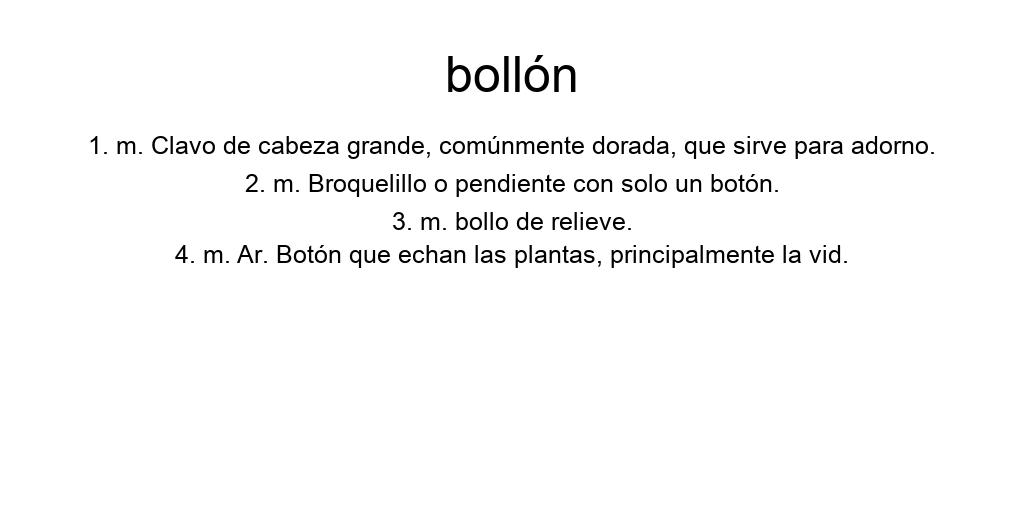 bollón
1. m. Clavo de cabeza grande, comúnmente dorada, que sirve para adorno.
2. m. Broquelillo o pendiente con solo un botón.
3. m. bollo de relieve.
4. m. Ar. Botón que echan las plantas, principalmente la vid.